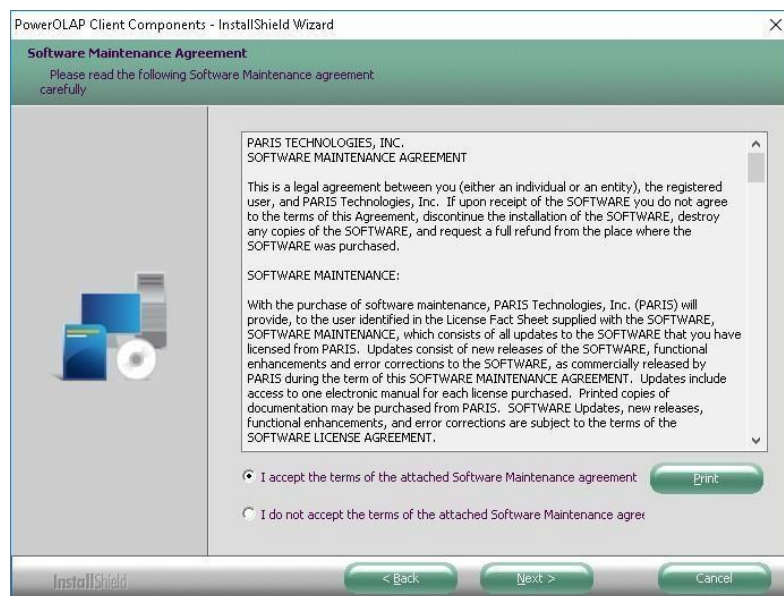 PowerOLAP Client Components - InstallShield Wizard
Software Maintenance Agreement
Please read the following Software Maintenance agreement
carefully
PARIS TECHNOLOGIES, INC.
SOFTWARE MAINTENANCE AGREEMENT
This is a legal agreement between you (either an individual or an entity), the registered
user, and PARIS Technologies, Inc. If upon receipt of the SOFTWARE you do not agree
to the terms of this Agreement, discontinue the installation of the SOFTWARE, destroy
any copies of the SOFTWARE, and request a full refund from the place where the
SOFTWARE was purchased.
SOFTWARE MAINTENANCE:
With the purchase of software maintenance, PARIS Technologies, Inc. (PARIS) will
provide, to the user identified in the License Fact Sheet supplied with the SOFTWARE,
SOFTWARE MAINTENANCE, which consists of all updates to the SOFTWARE that you have
licensed from PARIS. Updates consist of new releases of the SOFTWARE, functional
enhancements and error corrections to the SOFTWARE, as commercially released by
PARIS during the term of this SOFTWARE MAINTENANCE AGREEMENT. Updates include
access to one electronic manual for each license purchased. Printed copies of
documentation may be purchased from PARIS. SOFTWARE Updates, new releases,
functional enhancements, and error corrections are subject to the terms of the
SOFTWARE LICENSE AGREEMENT.
I accept the terms of the attached Software Maintenance agreement
Print
I do not accept the terms of the attached Software Maintenance agree
InstallShield
< Back
Next >
Cancel